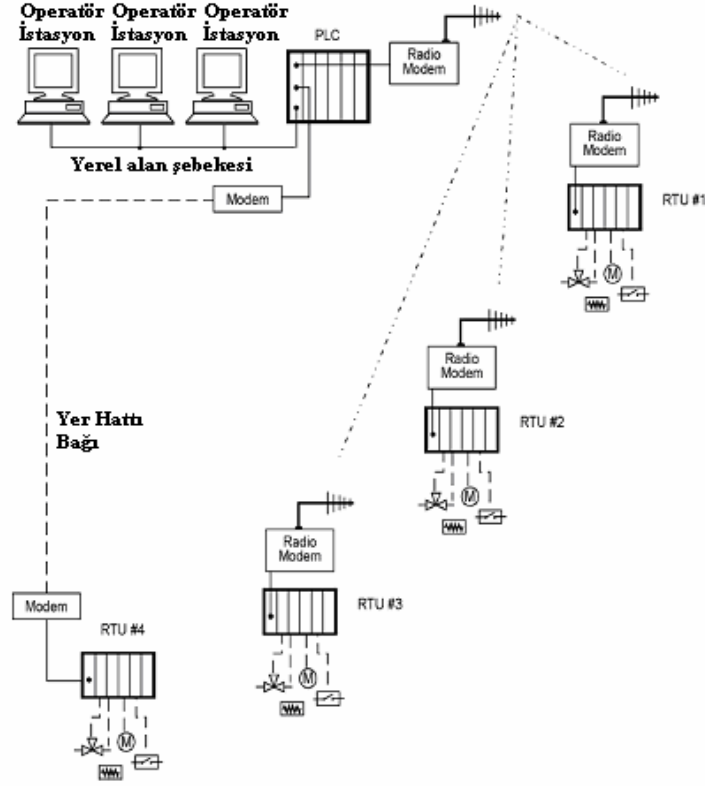 Operatör Operatör Operatör
İstasyon İstasyon İstasyon
PLC
Radio
Modem
Radio
Modem
Yerel alan şebekesi
Modem
RTU #1
M
Radio
Modem
RTU #2
Yer Hattı
Bağı
M
Radio
Modem
Modem
RTU #3
RTU #4
M
M